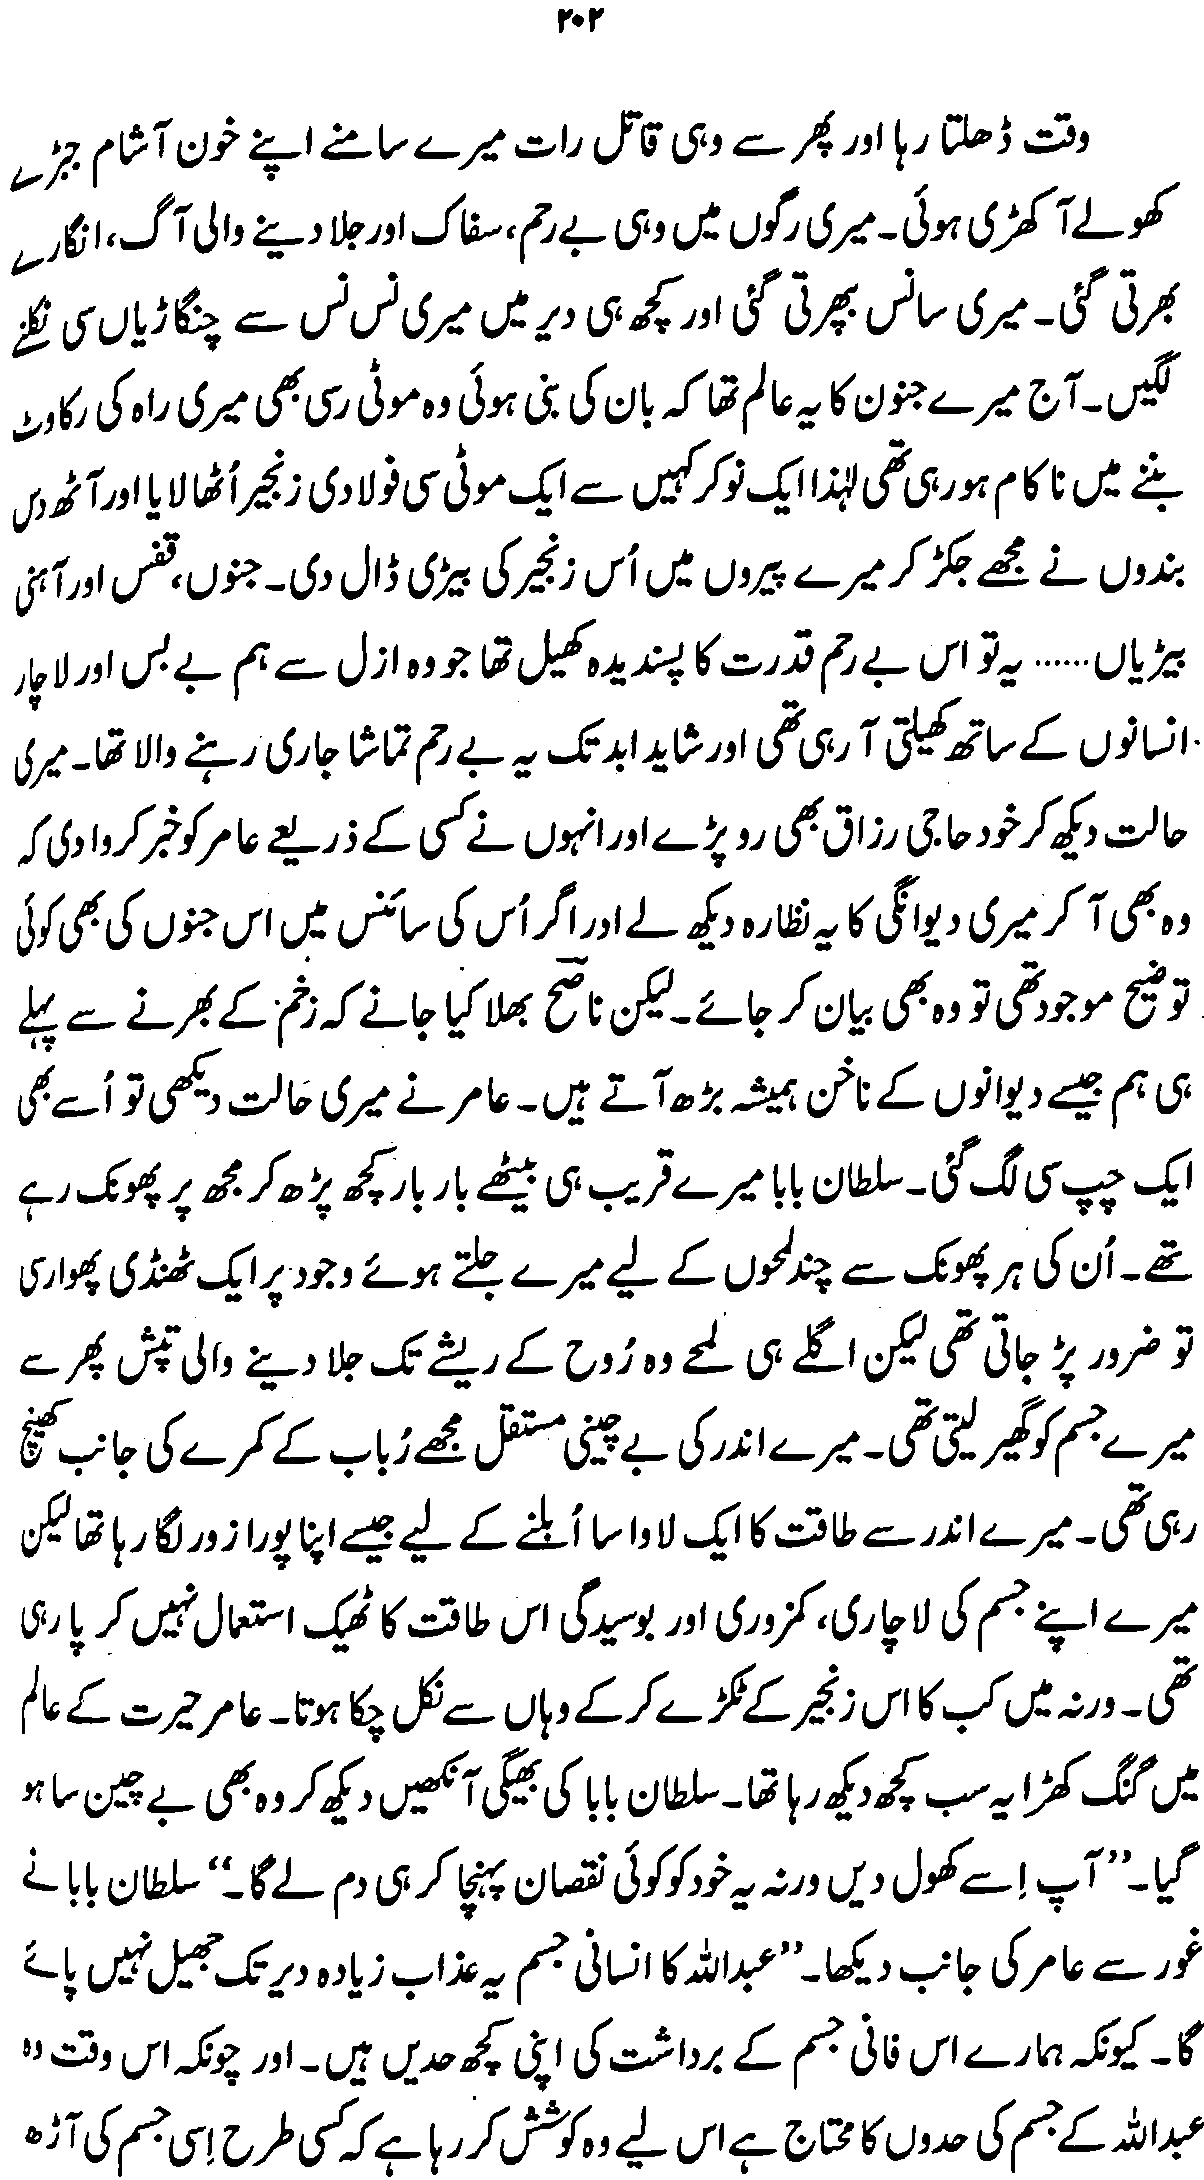 ۲۰۲
وقت ڈھلتا رہا اور پھر سے وہی قاتل رات میرے سامنے اپنے خون آشام جبڑے
کھولے آ کھڑی ہوئی۔ میری رگوں میں وہی بے رحم، سفاک اور جلا دینے والی آگ، انگارے
بھرتی گئی۔ میری سانس بپھرتی گئی اور کچھ ہی دیر میں میری نس نس سے چنگاڑیاں سی نکلنے
لگیں۔ آج میرے جنون کا یہ عالم تھا کہ بان کی بنی ہوئی وہ موٹی رسی بھی میری راہ کی رکاوٹ
بننے میں ناکام ہو رہی تھی لہٰذا ایک نوکر کہیں سے ایک موٹی سی فولادی زنجیر اُٹھا لایا اور آٹھ دس
بندوں نے مجھے جکڑ کر میرے پیروں میں اُس زنجیر کی بیڑی ڈال دی۔ جنوں، قفس اور آہنی
بیڑیاں...... یہ تو اس بے رحم قدرت کا پسندیدہ کھیل تھا جو وہ ازل سے ہم بے بس اور لاچار
انسانوں کے ساتھ کھیلتی آ رہی تھی اور شاید ابد تک یہ بے رحم تماشا جاری رہنے والا تھا۔ میری
حالت دیکھ کر خود حاجی رزاق بھی رو پڑے اور انہوں نے کسی کے ذریعے عامر کو خبر کروا دی کہ
وہ بھی آ کر میری دیوانگی کا یہ نظارہ دیکھ لے اور اگر اُس کی سائنس میں اس جنوں کی بھی کوئی
توضیح موجود تھی تو وہ بھی بیان کر جائے۔ لیکن ناصح بھلا کیا جانے کہ زخم کے بھرنے سے پہلے
ہی ہم جیسے دیوانوں کے ناخن ہمیشہ بڑھ آتے ہیں۔ عامر نے میری حالت دیکھی تو اُسے بھی
ایک چپ سی لگ گئی۔ سلطان بابا میرے قریب ہی بیٹھے بار بار کچھ پڑھ کر مجھ پر پھونک رہے
تھے۔ اُن کی ہر پھونک سے چند لمحوں کے لیے میرے جلتے ہوئے وجود پر ایک ٹھنڈی پھوار سی
تو ضرور پڑ جاتی تھی لیکن اگلے ہی لمحے وہ رُوح کے ریشے تک جلا دینے والی تپش پھر سے
میرے جسم کو گھیر لیتی تھی۔ میرے اندر کی بے چینی مستقل مجھے رُباب کے کمرے کی جانب کھینچ
رہی تھی۔ میرے اندر سے طاقت کا ایک لاوا سا اُبلنے کے لیے جیسے اپنا پورا زور لگا رہا تھا لیکن
میرے اپنے جسم کی لاچاری، کمزوری اور بوسیدگی اس طاقت کا ٹھیک استعمال نہیں کر پا رہی
تھی۔ ورنہ میں کب کا اس زنجیر کے ٹکڑے کر کے وہاں سے نکل چکا ہوتا۔ عامر حیرت کے عالم
میں گنگ کھڑا یہ سب کچھ دیکھ رہا تھا۔ سلطان بابا کی بھیگی آنکھیں دیکھ کر وہ بھی بے چین سا ہو
گیا۔ ”آپ اِسے کھول دیں ورنہ یہ خود کو کوئی نقصان پہنچا کر ہی دم لے گا۔“ سلطان بابا نے
غور سے عامر کی جانب دیکھا۔ ”عبداللہ کا انسانی جسم یہ عذاب زیادہ دیر تک جھیل نہیں پائے
گا۔ کیونکہ ہمارے اس فانی جسم کے برداشت کی اپنی کچھ حدیں ہیں۔ اور چونکہ اس وقت وہ
عبداللہ کے جسم کی حدوں کا محتاج ہے اس لیے وہ کوشش کر رہا ہے کہ کسی طرح اِسی جسم کی آڑھ